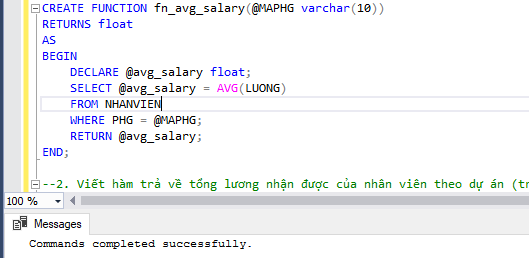 CREATE FUNCTION fn_avg_salary(@MAPHG varchar(10))
RETURNS float
AS
BEGIN
DECLARE @avg_salary float;
SELECT @avg_salary = AVG(LUONG)
FROM NHANVIEN
WHERE PHG = @MAPHG;
RETURN @avg_salary;
END;
--2. Viết hàm trả về tổng lương nhận được của nhân viên theo dự án (tr
100 %
Messages
Commands completed successfully.